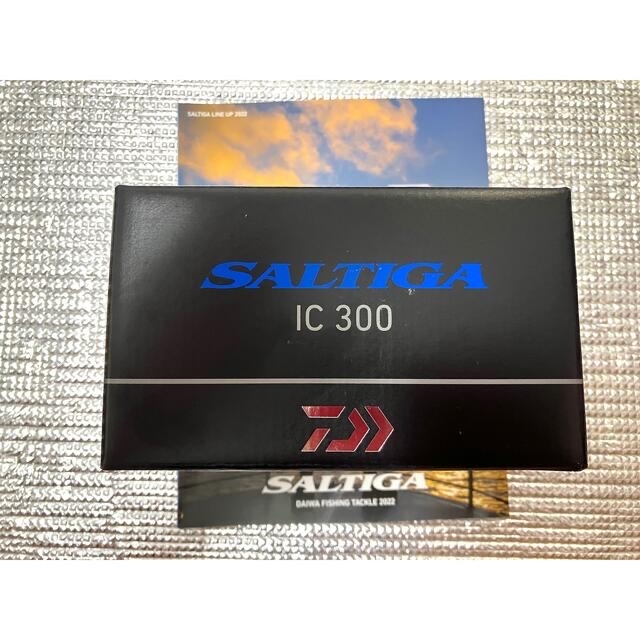 SALTIGA LINE UP 2022
SALTIGA
IC 300
SALTIGA
DAIWA FISHING TACKLE 2022